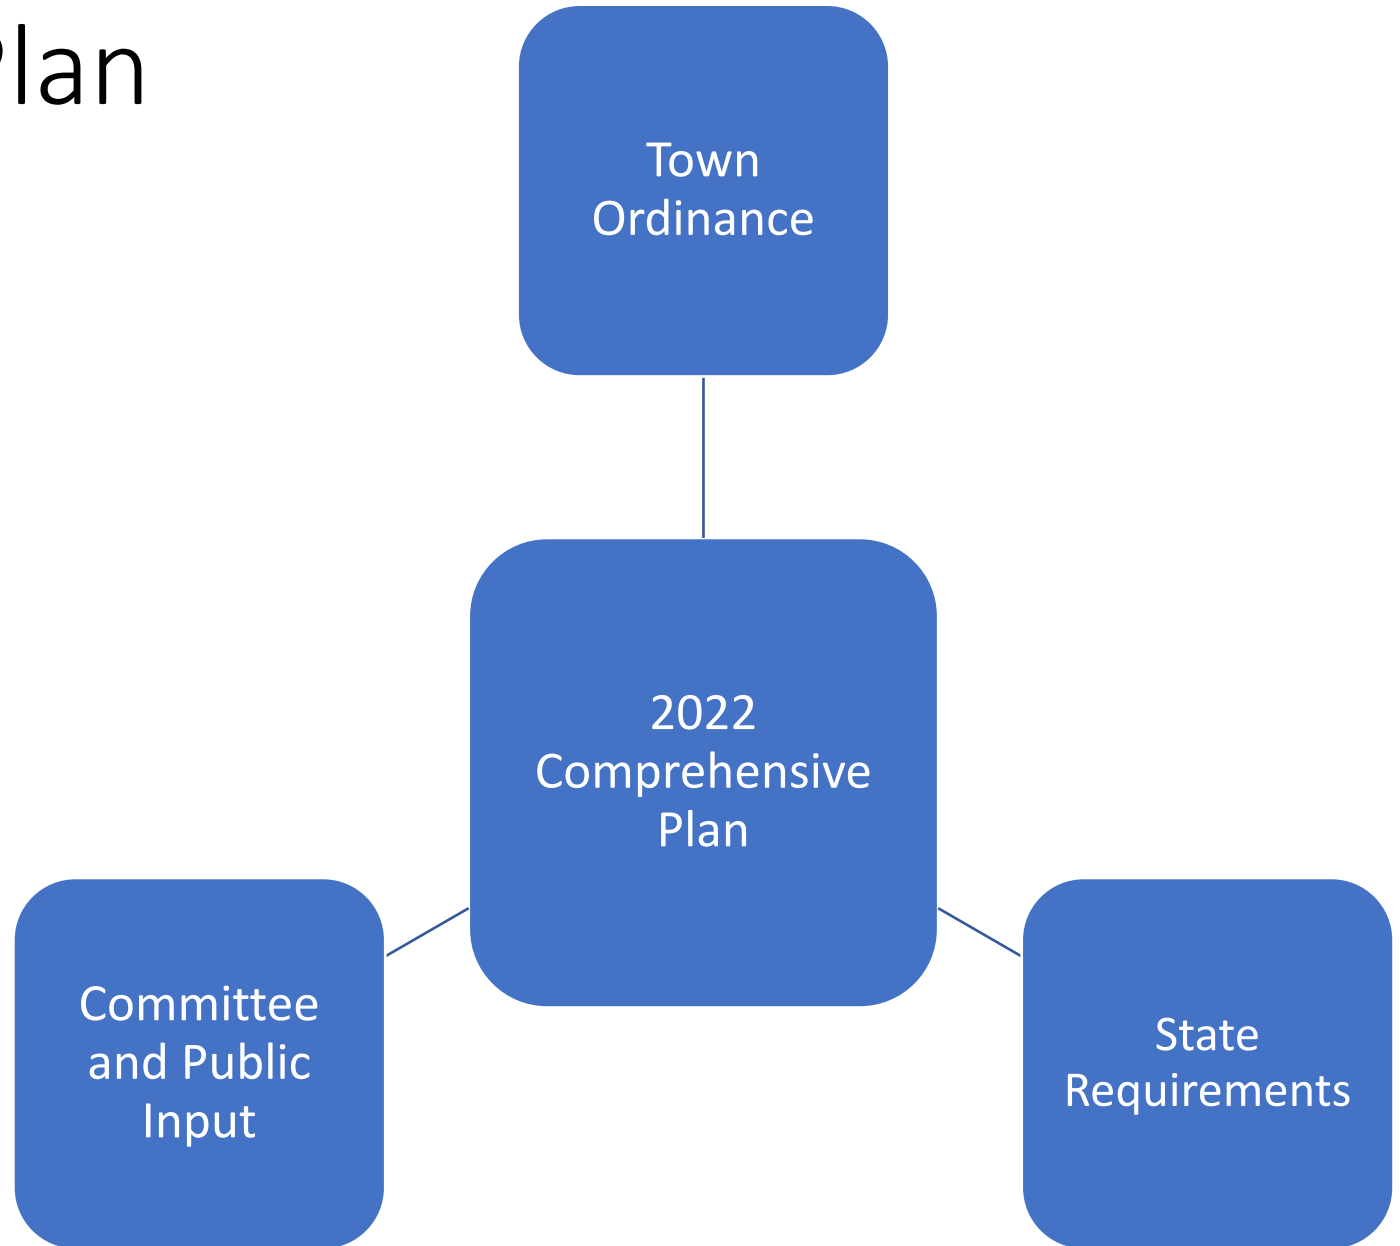 Plan
Town
Ordinance
2022
Comprehensive
Plan
Committee
and Public
Input
State
Requirements